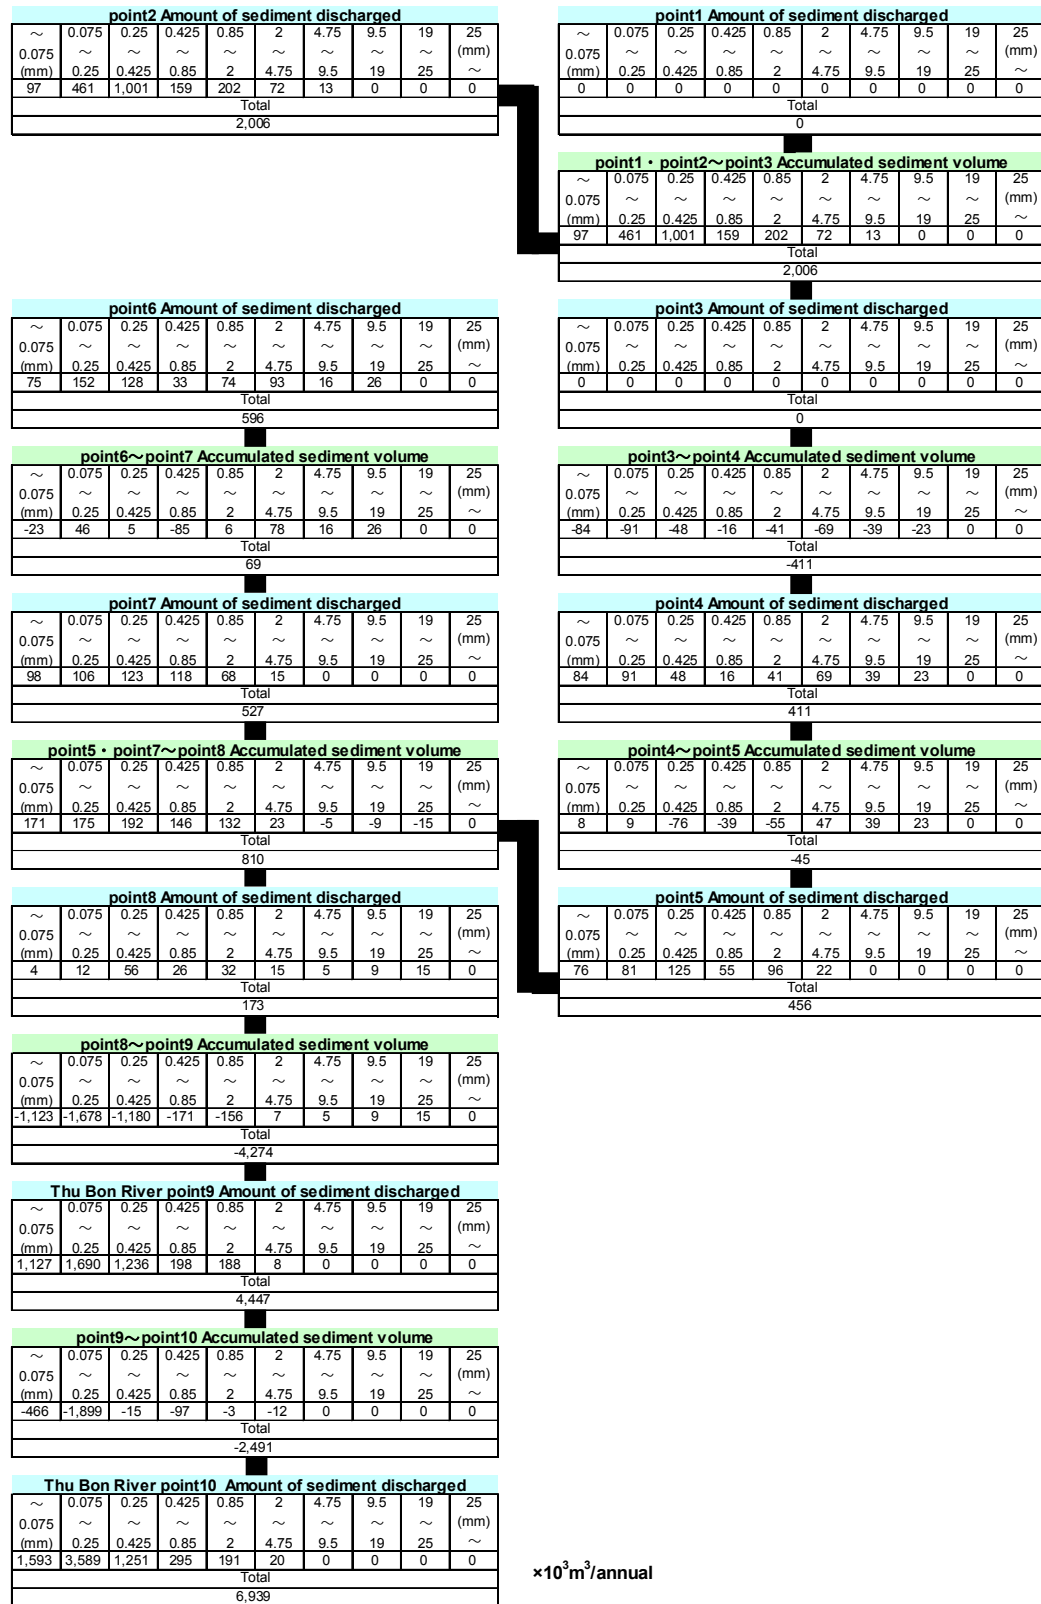 point2 Amount of sediment discharged
～ 0.075 0.25 0.425 0.85 2 4.75 9.5 19 25
0.075 ～ ～ ～ ～ ～ ～ ～ ～ (mm)
(mm) 0.25 0.425 0.85 2 4.75 9.5 19 25 ～
97 461 1,001 159 202 72 13 0 0 0
Total
2,006
point1 Amount of sediment discharged
～ 0.075 0.25 0.425 0.85 2 4.75 9.5 19 25
0.075 ～ ～ ～ ～ ～ ～ ～ ～ (mm)
(mm) 0.25 0.425 0.85 2 4.75 9.5 19 25 ～
0 0 0 0 0 0 0 0 0 0
Total
0
point1・point2～point3 Accumulated sediment volume
～ 0.075 0.25 0.425 0.85 2 4.75 9.5 19 25
0.075 ～ ～ ～ ～ ～ ～ ～ ～ (mm)
(mm) 0.25 0.425 0.85 2 4.75 9.5 19 25 ～
97 461 1,001 159 202 72 13 0 0 0
Total
2,006
point6 Amount of sediment discharged
～ 0.075 0.25 0.425 0.85 2 4.75 9.5 19 25
0.075 ～ ～ ～ ～ ～ ～ ～ ～ (mm)
(mm) 0.25 0.425 0.85 2 4.75 9.5 19 25 ～
75 152 128 33 74 93 16 26 0 0
Total
596
point3 Amount of sediment discharged
～ 0.075 0.25 0.425 0.85 2 4.75 9.5 19 25
0.075 ～ ～ ～ ～ ～ ～ ～ ～ (mm)
(mm) 0.25 0.425 0.85 2 4.75 9.5 19 25 ～
0 0 0 0 0 0 0 0 0 0
Total
0
point6～point7 Accumulated sediment volume
～ 0.075 0.25 0.425 0.85 2 4.75 9.5 19 25
0.075 ～ ～ ～ ～ ～ ～ ～ ～ (mm)
(mm) 0.25 0.425 0.85 2 4.75 9.5 19 25 ～
-23 46 5 -85 6 78 16 26 0 0
Total
69
point3～point4 Accumulated sediment volume
～ 0.075 0.25 0.425 0.85 2 4.75 9.5 19 25
0.075 ～ ～ ～ ～ ～ ～ ～ ～ (mm)
(mm) 0.25 0.425 0.85 2 4.75 9.5 19 25 ～
-84 -91 -48 -16 -41 -69 -39 -23 0 0
Total
-411
point7 Amount of sediment discharged
～ 0.075 0.25 0.425 0.85 2 4.75 9.5 19 25
0.075 ～ ～ ～ ～ ～ ～ ～ ～ (mm)
(mm) 0.25 0.425 0.85 2 4.75 9.5 19 25 ～
98 106 123 118 68 15 0 0 0 0
Total
527
point4 Amount of sediment discharged
～ 0.075 0.25 0.425 0.85 2 4.75 9.5 19 25
0.075 ～ ～ ～ ～ ～ ～ ～ ～ (mm)
(mm) 0.25 0.425 0.85 2 4.75 9.5 19 25 ～
84 91 48 16 41 69 39 23 0 0
Total
411
point5・point7～point8 Accumulated sediment volume
～ 0.075 0.25 0.425 0.85 2 4.75 9.5 19 25
0.075 ～ ～ ～ ～ ～ ～ ～ ～ (mm)
(mm) 0.25 0.425 0.85 2 4.75 9.5 19 25 ～
171 175 192 146 132 23 -5 -9 -15 0
Total
810
point4～point5 Accumulated sediment volume
～ 0.075 0.25 0.425 0.85 2 4.75 9.5 19 25
0.075 ～ ～ ～ ～ ～ ～ ～ ～ (mm)
(mm) 0.25 0.425 0.85 2 4.75 9.5 19 25 ～
8 9 -76 -39 -55 47 39 23 0 0
Total
-45
point8 Amount of sediment discharged
～ 0.075 0.25 0.425 0.85 2 4.75 9.5 19 25
0.075 ～ ～ ～ ～ ～ ～ ～ ～ (mm)
(mm) 0.25 0.425 0.85 2 4.75 9.5 19 25 ～
4 12 56 26 32 15 5 9 15 0
Total
173
point5 Amount of sediment discharged
～ 0.075 0.25 0.425 0.85 2 4.75 9.5 19 25
0.075 ～ ～ ～ ～ ～ ～ ～ ～ (mm)
(mm) 0.25 0.425 0.85 2 4.75 9.5 19 25 ～
76 81 125 55 96 22 0 0 0 0
Total
456
point8～point9 Accumulated sediment volume
～ 0.075 0.25 0.425 0.85 2 4.75 9.5 19 25
0.075 ～ ～ ～ ～ ～ ～ ～ ～ (mm)
(mm) 0.25 0.425 0.85 2 4.75 9.5 19 25 ～
-1,123 -1,678 -1,180 -171 -156 7 5 9 15 0
Total
-4,274
Thu Bon River point9 Amount of sediment discharged
～ 0.075 0.25 0.425 0.85 2 4.75 9.5 19 25
0.075 ～ ～ ～ ～ ～ ～ ～ ～ (mm)
(mm) 0.25 0.425 0.85 2 4.75 9.5 19 25 ～
1,127 1,690 1,236 198 188 8 0 0 0 0
Total
4,447
point9～point10 Accumulated sediment volume
～ 0.075 0.25 0.425 0.85 2 4.75 9.5 19 25
0.075 ～ ～ ～ ～ ～ ～ ～ ～ (mm)
(mm) 0.25 0.425 0.85 2 4.75 9.5 19 25 ～
-466 -1,899 -15 -97 -3 -12 0 0 0 0
Total
-2,491
Thu Bon River point10 Amount of sediment discharged
～ 0.075 0.25 0.425 0.85 2 4.75 9.5 19 25
0.075 ～ ～ ～ ～ ～ ～ ～ ～ (mm)
(mm) 0.25 0.425 0.85 2 4.75 9.5 19 25 ～
1,593 3,589 1,251 295 191 20 0 0 0 0
Total
6,939
×10³m³/annual